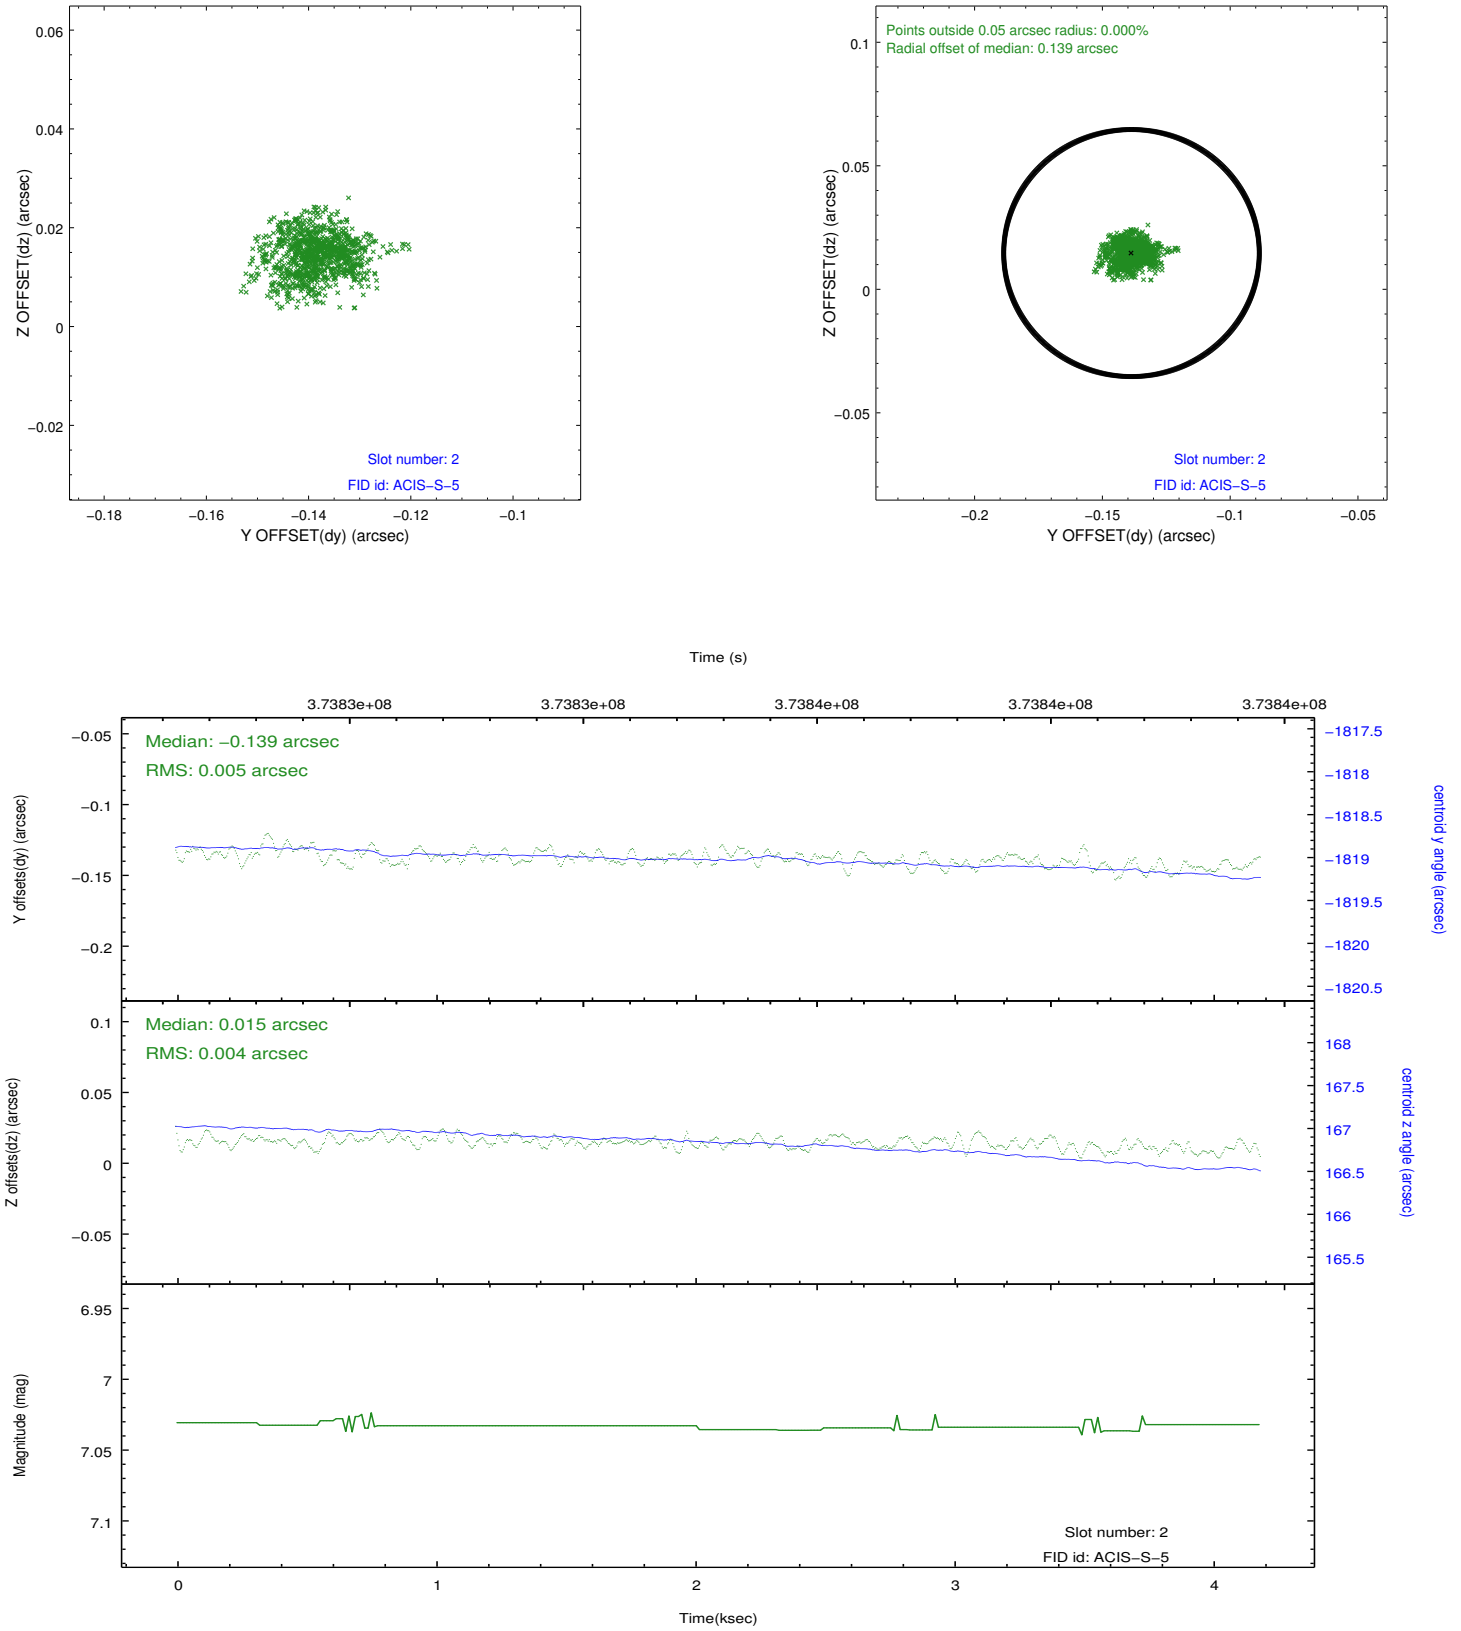 0.06
0.04
0.02
0
−0.02
Z OFFSET(dz) (arcsec)
Slot number: 2
FID id: ACIS−S−5
−0.18
−0.16
−0.14
−0.12
−0.1
Y OFFSET(dy) (arcsec)
Points outside 0.05 arcsec radius: 0.000%
Radial offset of median: 0.139 arcsec
0.1
0.05
0
−0.05
Z OFFSET(dz) (arcsec)
Slot number: 2
FID id: ACIS−S−5
−0.2
−0.15
−0.1
−0.05
Y OFFSET(dy) (arcsec)
Time (s)
3.7383e+08
3.7383e+08
3.7384e+08
3.7384e+08
3.7384e+08
Median: −0.139 arcsec
RMS: 0.005 arcsec
−0.05
−0.1
−0.15
−0.2
Y offsets(dy) (arcsec)
−1817.5
−1818
−1818.5
−1819
−1819.5
−1820
−1820.5
centroid y angle (arcsec)
Median: 0.015 arcsec
RMS: 0.004 arcsec
0.1
0.05
0
−0.05
Z offsets(dz) (arcsec)
168
167.5
167
166.5
166
165.5
centroid z angle (arcsec)
6.95
7
7.05
7.1
Magnitude (mag)
Slot number: 2
FID id: ACIS−S−5
0
1
2
3
4
Time(ksec)